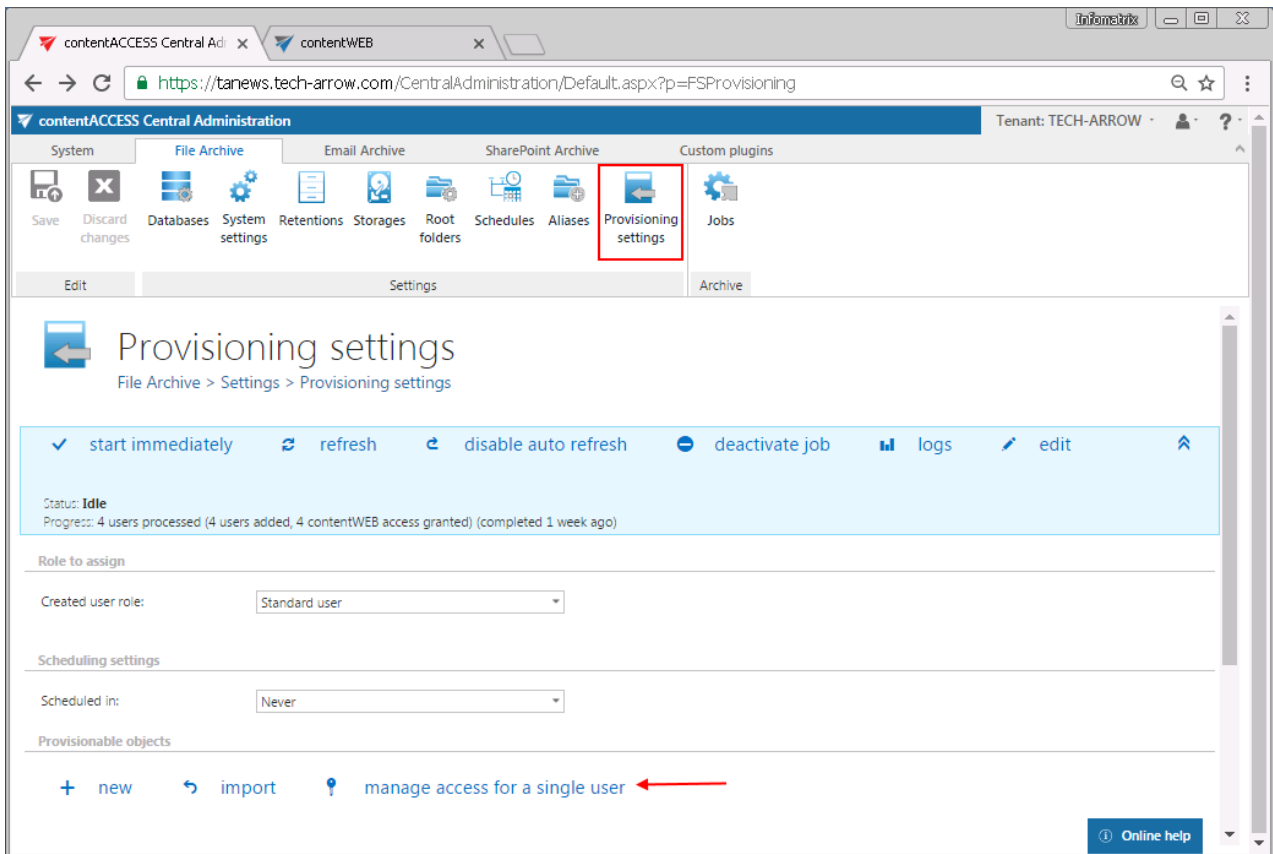 Infomatrix
contentACCESS Central Adr
contentWEB
https://tanews.tech-arrow.com/CentralAdministration/Default.aspx?p=FSProvisioning
contentACCESS Central Administration
Tenant: TECH-ARROW
?
System File Archive Email Archive SharePoint Archive Custom plugins
Save Discard changes Databases System settings Retentions Storages Root folders Schedules Aliases Provisioning settings Jobs
Edit Settings Archive
Provisioning settings
File Archive > Settings > Provisioning settings
start immediately refresh disable auto refresh deactivate job logs edit
Status: Idle
Progress: 4 users processed (4 users added, 4 contentWEB access granted) (completed 1 week ago)
Role to assign
Created user role: Standard user
Scheduling settings
Scheduled in: Never
Provisionable objects
+ new import manage access for a single user
Online help